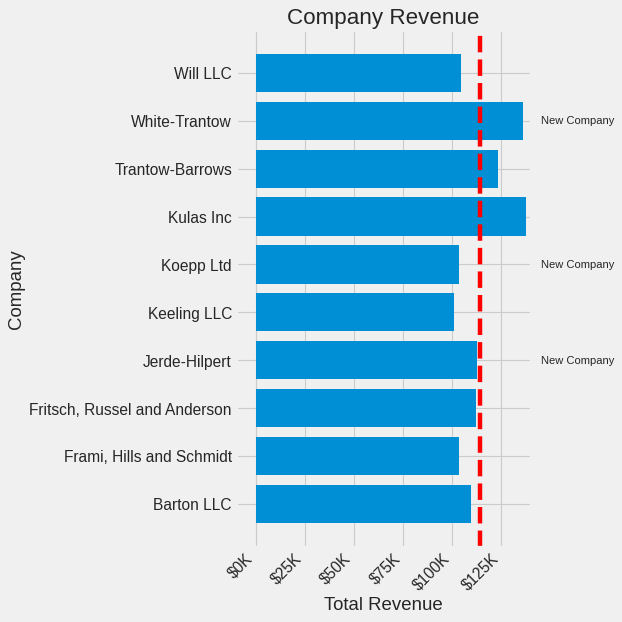 Company Revenue
Will LLC
White-Trantow
New Company
Trantow-Barrows
Kulas Inc
Koepp Ltd
New Company
Keeling LLC
Jerde-Hilpert
New Company
Fritsch, Russel and Anderson
Frami, Hills and Schmidt
Barton LLC
Company
$0K
$25K
$50K
$75K
$100K
$125K
Total Revenue